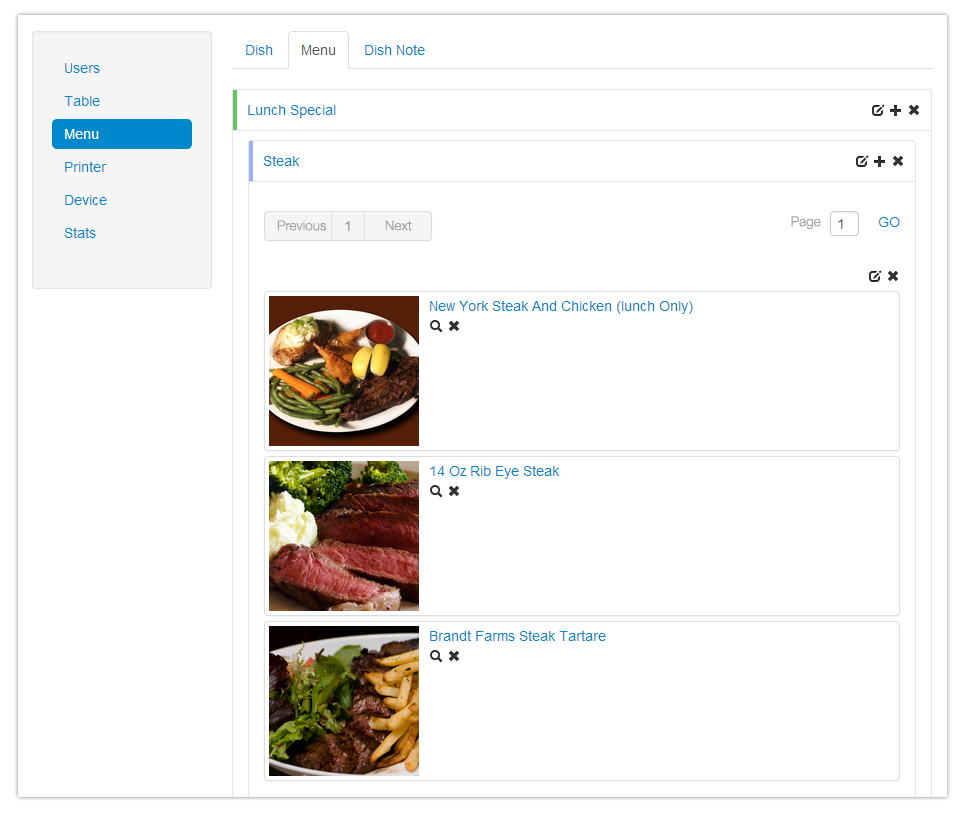 Users
Table
Menu
Printer
Device
Stats
Dish Menu Dish Note
Lunch Special
Steak
Previous 1 Next Page 1 GO
New York Steak And Chicken (lunch Only)
14 Oz Rib Eye Steak
Brandt Farms Steak Tartare